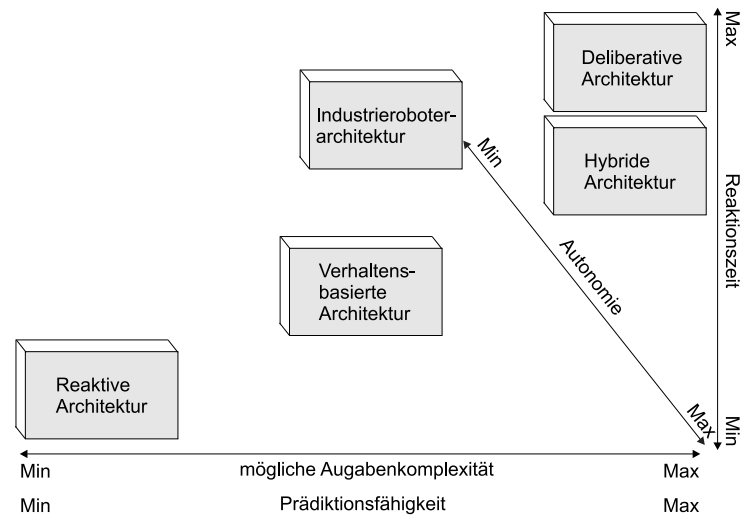 Max
Deliberative
Architektur
Industrieroboter-
architektur
Min
Hybride
Architektur
Reaktionszeit
Autonomie
Verhaltens-
basierte
Architektur
Reaktive
Architektur
Max
Min
Min
mögliche Augabenkomplexität
Max
Min
Prädiktionsfähigkeit
Max